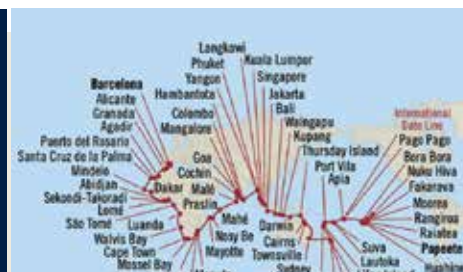 Langkawi
Phuket
Kuala Lumpur
Yangon
Singapore
Barcelona
Hambantota
Jakarta
Alicante
Colombo
Bali
Granada
Mangalore
Waingapu
International
Date Line
Agadir
Kupang
Pago Pago
Puerto del Rosario
Goa
Thursday Island
Bora Bora
Santa Cruz de la Palma
Cochin
Port Vila
Nuku Hiva
Mindelo
Dakar
Malé
Apia
Fakarava
Abidjan
Praslin
Moorea
Sekondi-Takoradi
Rangiroa
Lomé
Luanda
Mahé
Darwin
Raiatea
São Tomé
Nosy Be
Cairns
Suva
Papeete
Walvis Bay
Mayotte
Townsville
Lautoka
Cape Town
Sydney
Mossel Bay